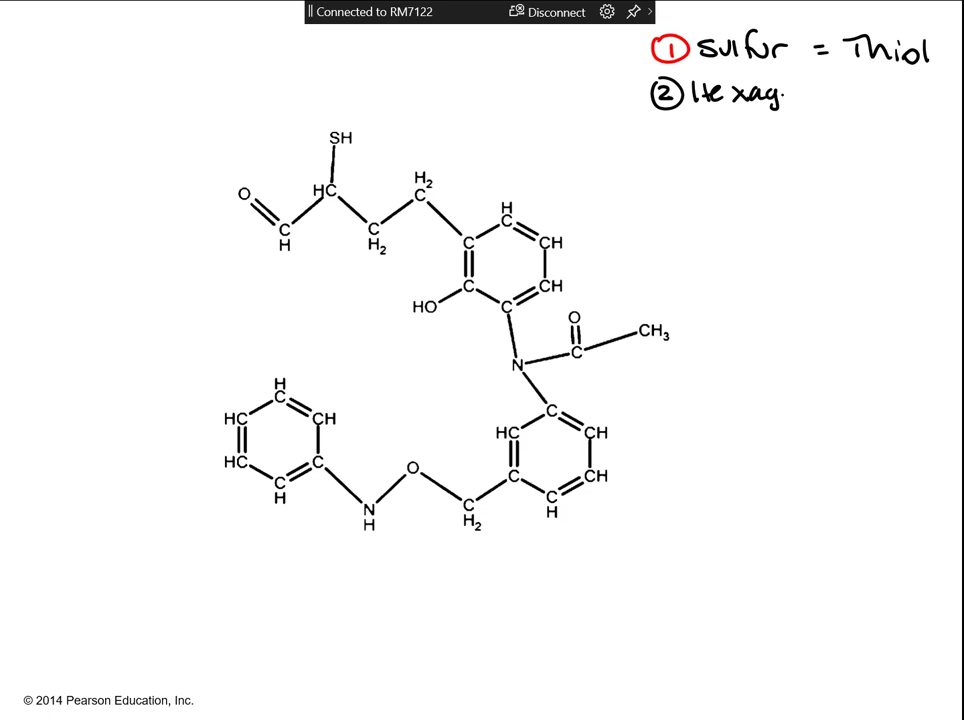 Connected to RM7122 Disconnect
① Sulfur = Thiol
② Hexag.
SH
O HC H₂
C
C C H
H H₂ C
C CH
C CH
HO C
O
N C CH₃
H
C C
HC CH HC CH
HC C O C CH
C N C C
H H H₂ H
© 2014 Pearson Education, Inc.